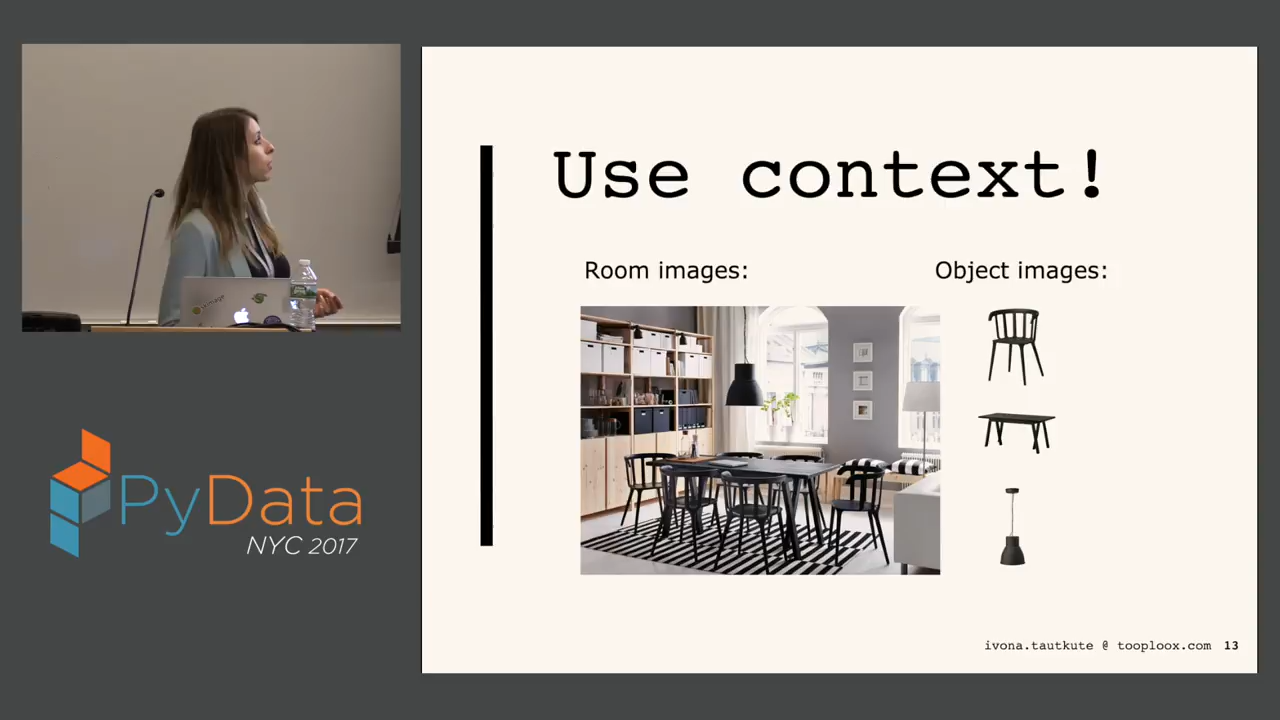 Use context!
Room images:
Object images:
PyData
NYC 2017
ivona.tautkute @ tooploox.com 13